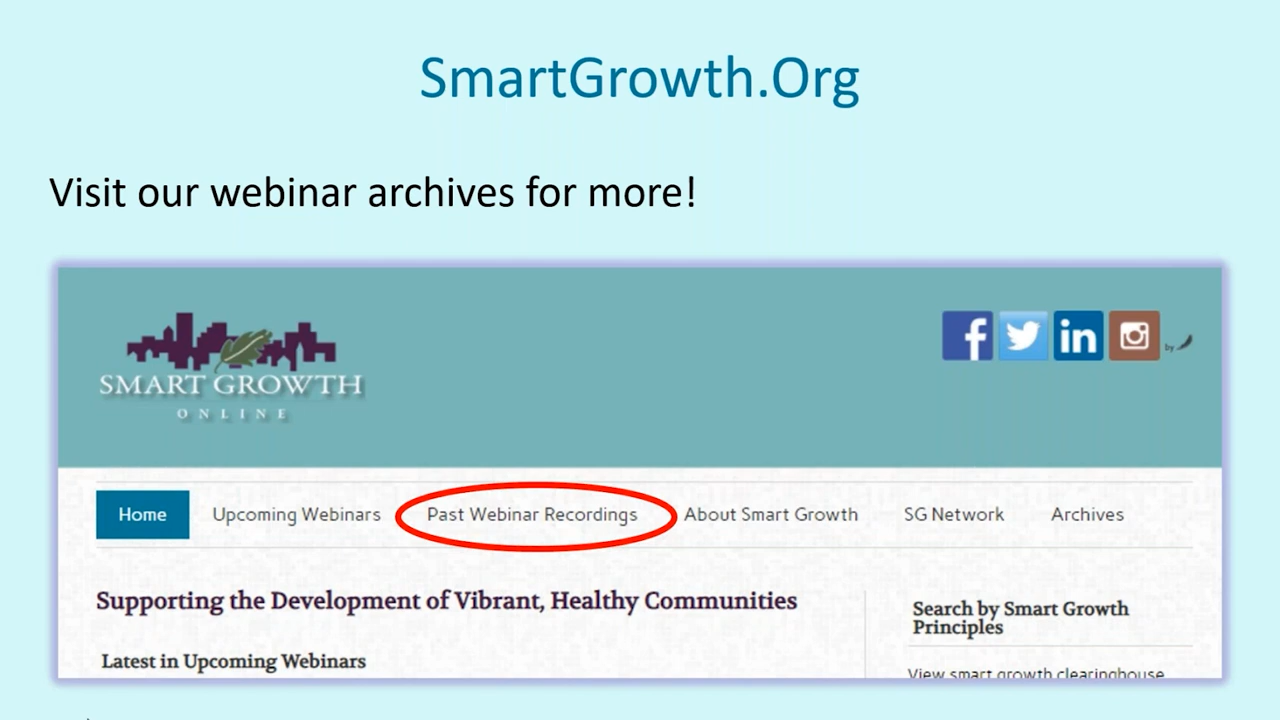 SmartGrowth.Org
Visit our webinar archives for more!
SMART GROWTH
ONLINE
by
Home Upcoming Webinars Past Webinar Recordings About Smart Growth SG Network Archives
Supporting the Development of Vibrant, Healthy Communities
Search by Smart Growth
Principles
Latest in Upcoming Webinars
View smart growth clearinghouse